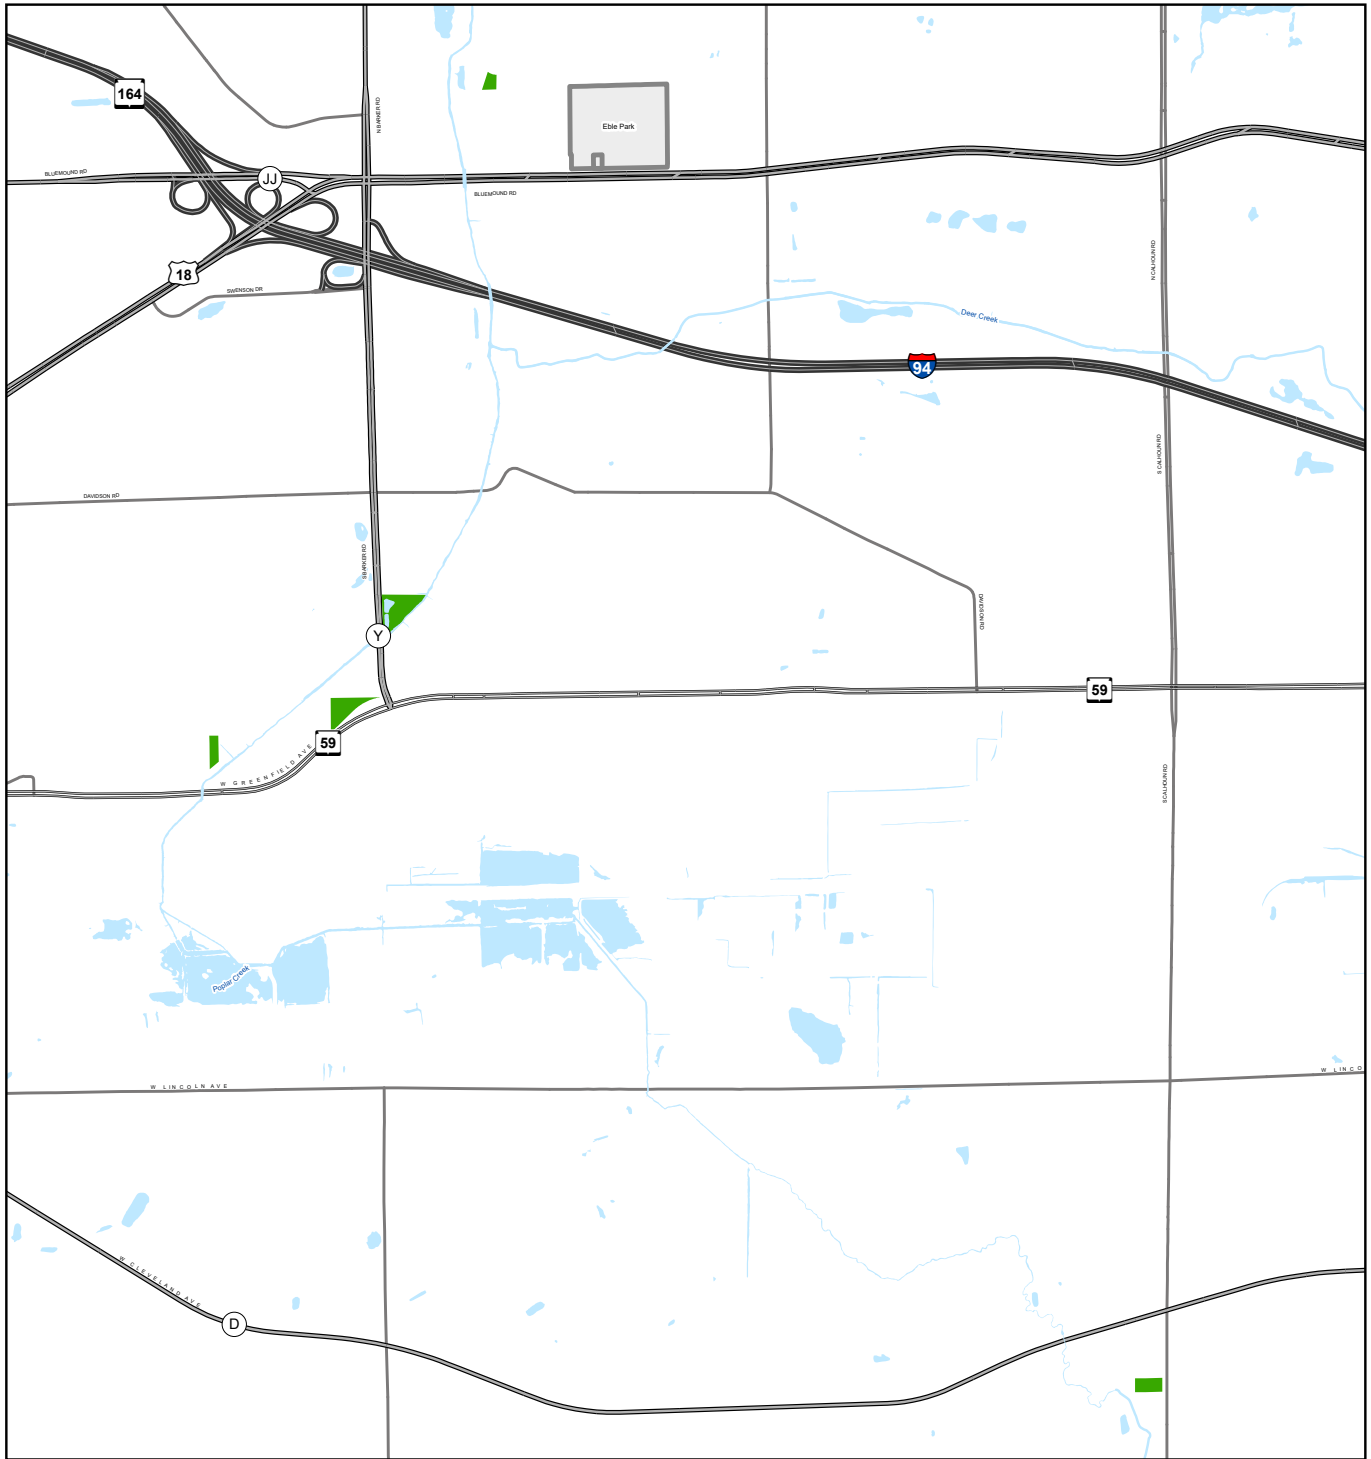 164
N BARKER RD
Eble Park
BLUEMOUND RD
JJ
BLUEMOUND RD
18
SWENSON DR
N CALHOUN RD
Deer Creek
94
S CALHOUN RD
DAVIDSON RD
S BARKER RD
DAVIDSON RD
Y
59
59
W GREENFIELD AVE
S CALHOUN RD
Poplar Creek
W LINCOLN AVE
W LINCO
W CLEVELAND AVE
D